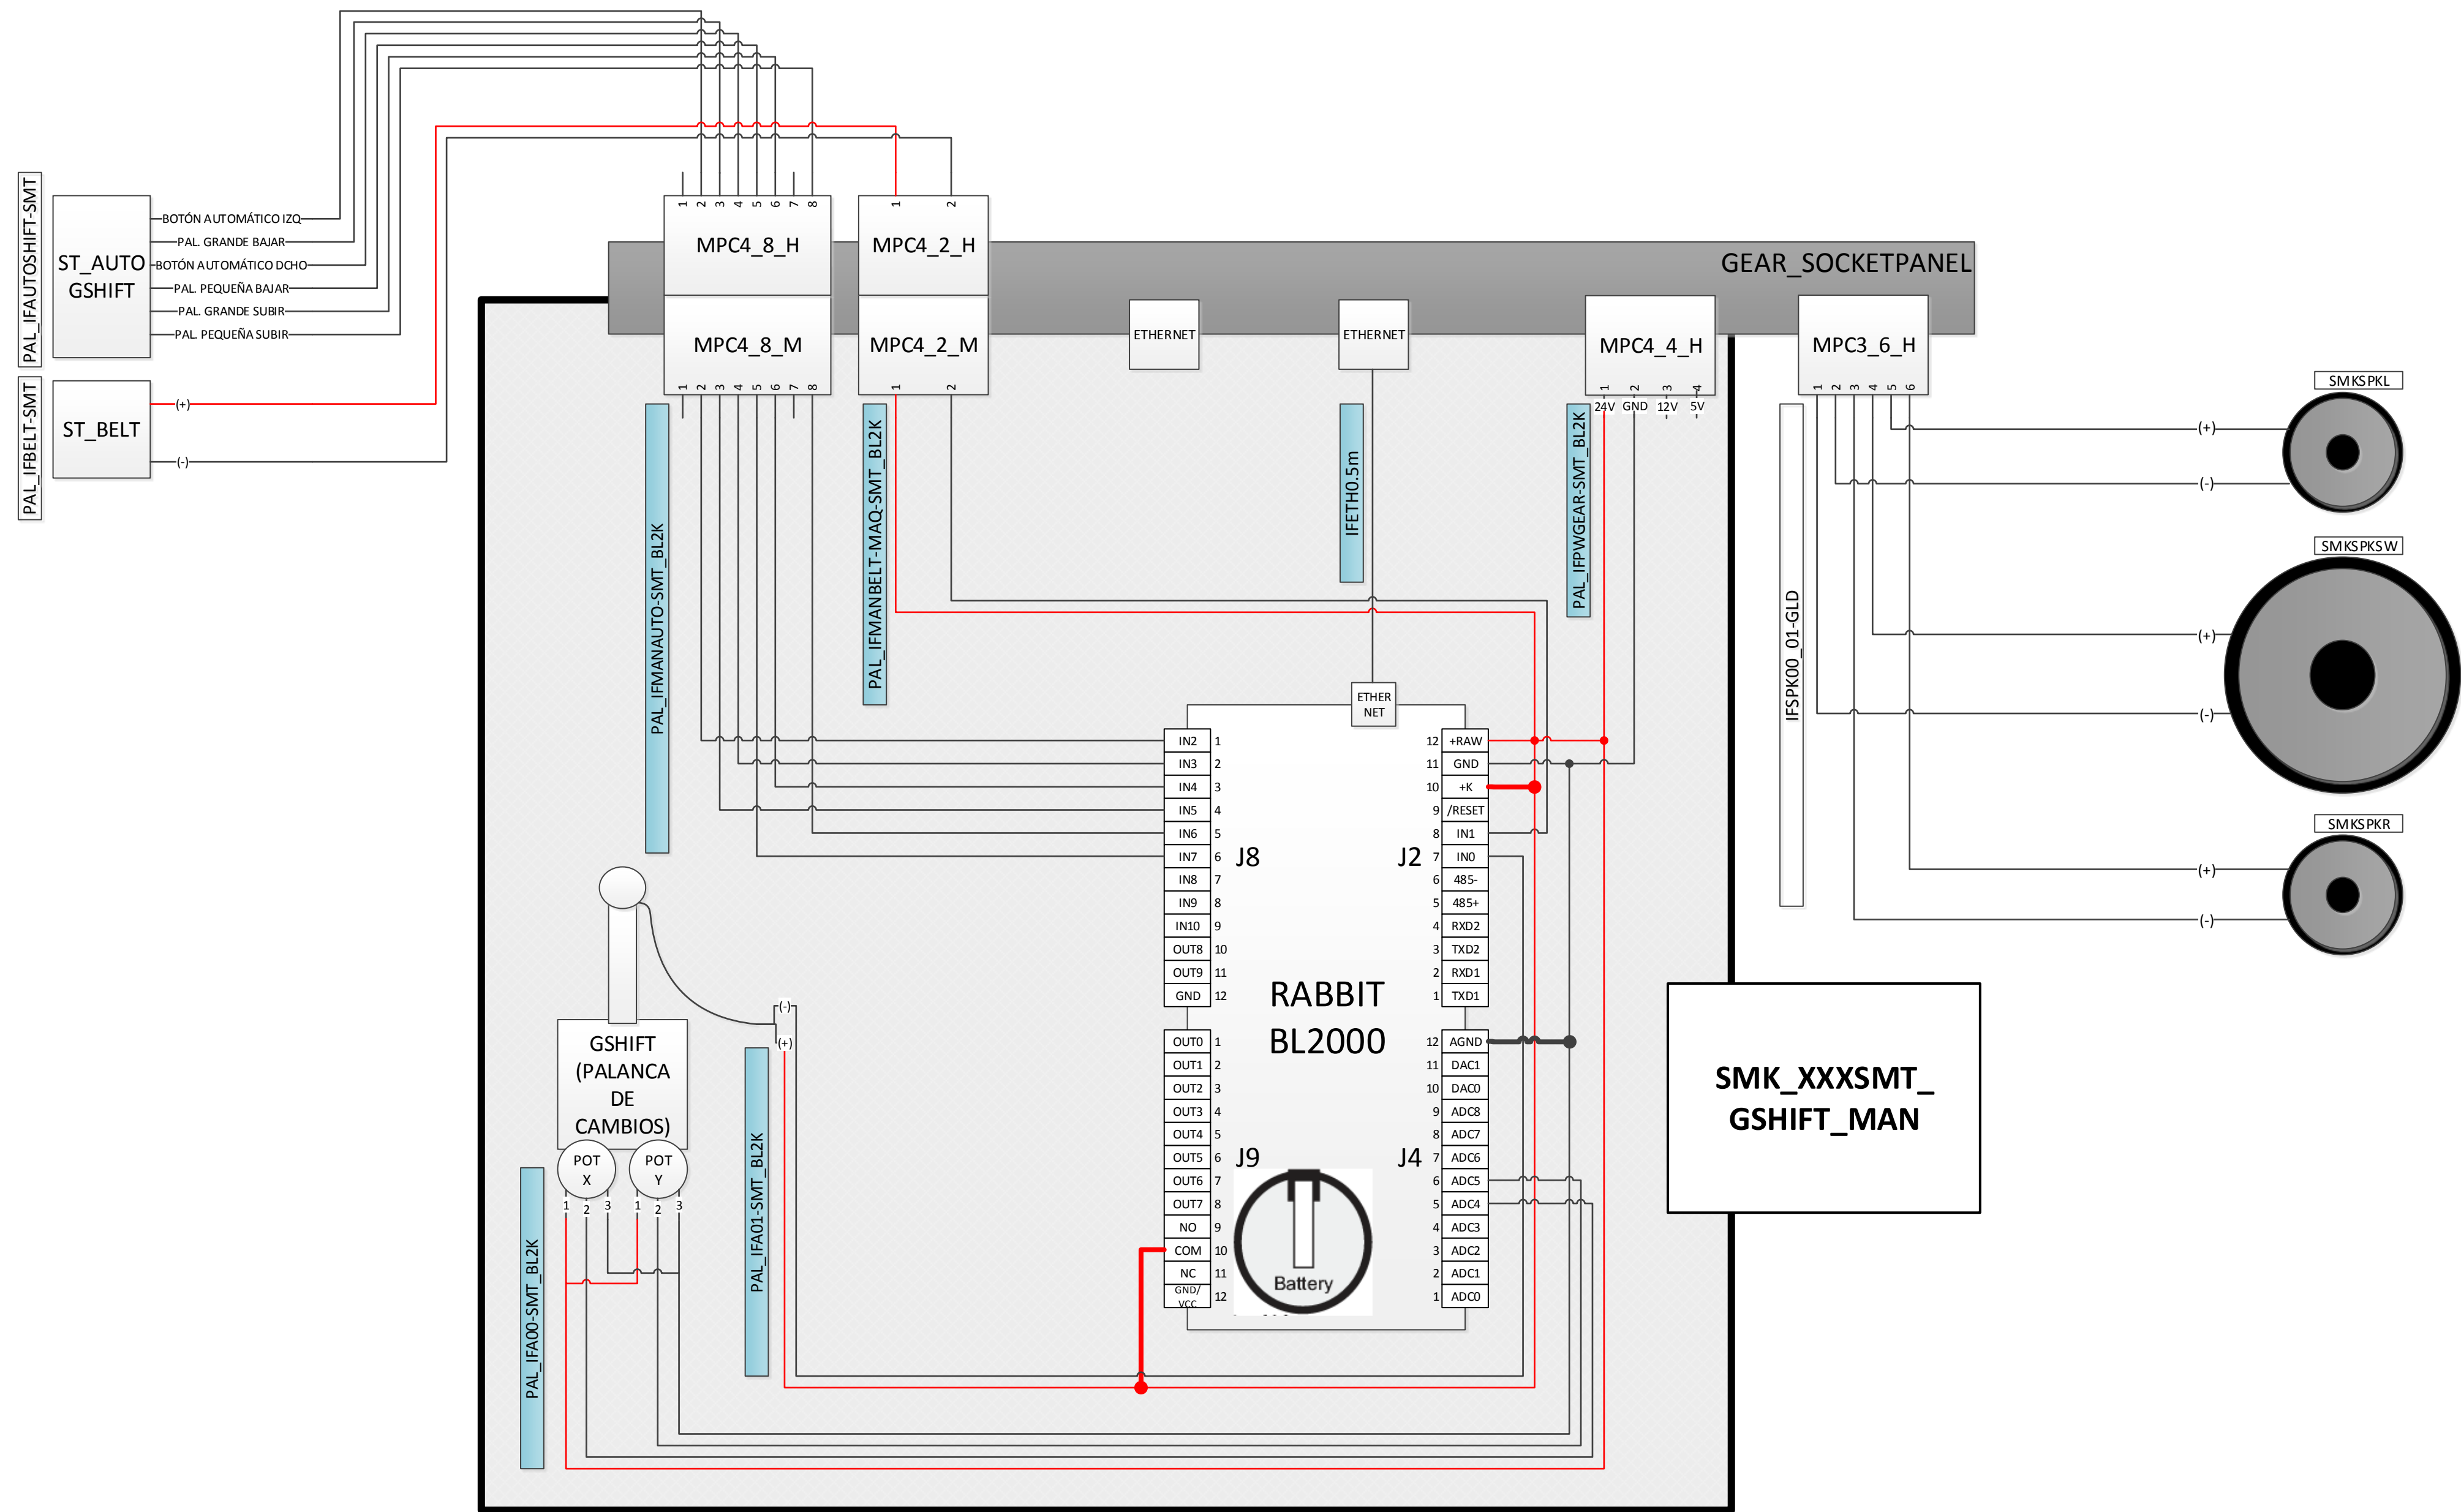 PAL_IFAUTOSHIFT-SMT
ST_AUTO
GSHIFT
BOTÓN AUTOMÁTICO IZQ
PAL. GRANDE BAJAR
BOTÓN AUTOMÁTICO DCHO
PAL. PEQUEÑA BAJAR
PAL. GRANDE SUBIR
PAL. PEQUEÑA SUBIR
PAL_IFBELT-SMT
ST_BELT
(+)
(-)
1 2 3 4 5 6 7 8
MPC4_8_H
MPC4_8_M
1 2 3 4 5 6 7 8
1 2
MPC4_2_H
MPC4_2_M
1 2
GEAR_SOCKETPANEL
ETHERNET
ETHERNET
MPC4_4_H
1 2 3 4
24V GND 12V 5V
MPC3_6_H
1 2 3 4 5 6
PAL_IFMANAUTO-SMT_BL2K
PAL_IFMANBELT-MAQ-SMT_BL2K
IFETH0.5m
PAL_IFPWGEAR-SMT_BL2K
IFSPK00_01-GLD
SMKSPKL
(+)
(-)
SMKSPKSW
(+)
(-)
SMKSPKR
(+)
(-)
ETHER
NET
IN2 1
IN3 2
IN4 3
IN5 4
IN6 5
IN7 6
IN8 7
IN9 8
IN10 9
OUT8 10
OUT9 11
GND 12
J8
12 +RAW
11 GND
10 +K
9 /RESET
8 IN1
7 IN0
6 485-
5 485+
4 RXD2
3 TXD2
2 RXD1
1 TXD1
J2
RABBIT
BL2000
OUT0 1
OUT1 2
OUT2 3
OUT3 4
OUT4 5
OUT5 6
OUT6 7
OUT7 8
NO 9
COM 10
NC 11
GND/
VCC 12
J9
12 AGND
11 DAC1
10 DAC0
9 ADC8
8 ADC7
7 ADC6
6 ADC5
5 ADC4
4 ADC3
3 ADC2
2 ADC1
1 ADC0
J4
Battery
(-)
(+)
GSHIFT
(PALANCA
DE
CAMBIOS)
POT
X
POT
Y
1 2 3
1 2 3
PAL_IFA00-SMT_BL2K
PAL_IFA01-SMT_BL2K
SMK_XXXSMT_
GSHIFT_MAN